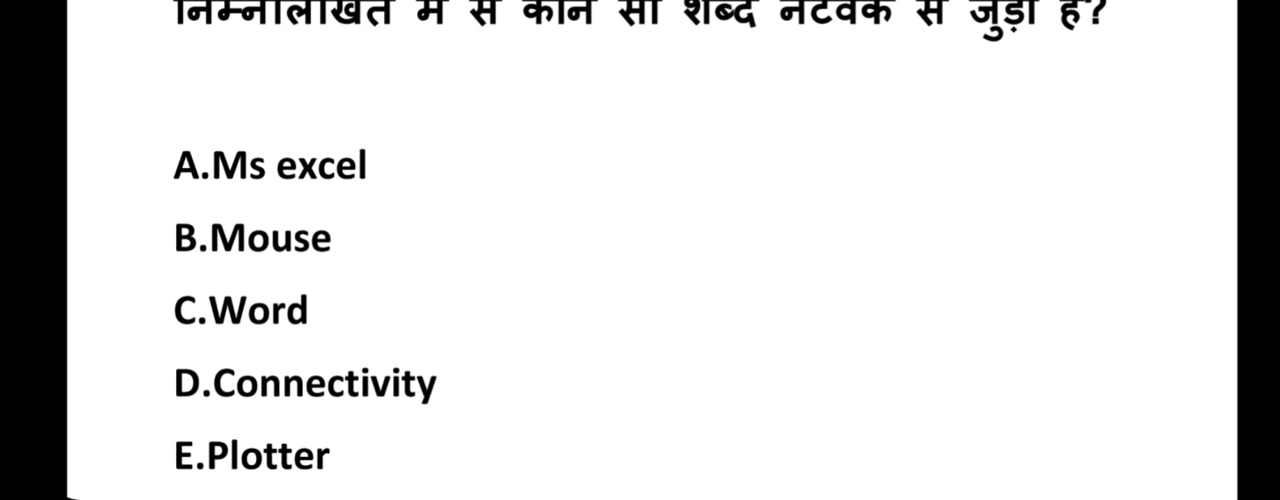 निम्नलिखित में से कौन सा शब्द नेटवर्क से जुड़ा है?
A.Ms excel
B.Mouse
C.Word
D.Connectivity
E.Plotter